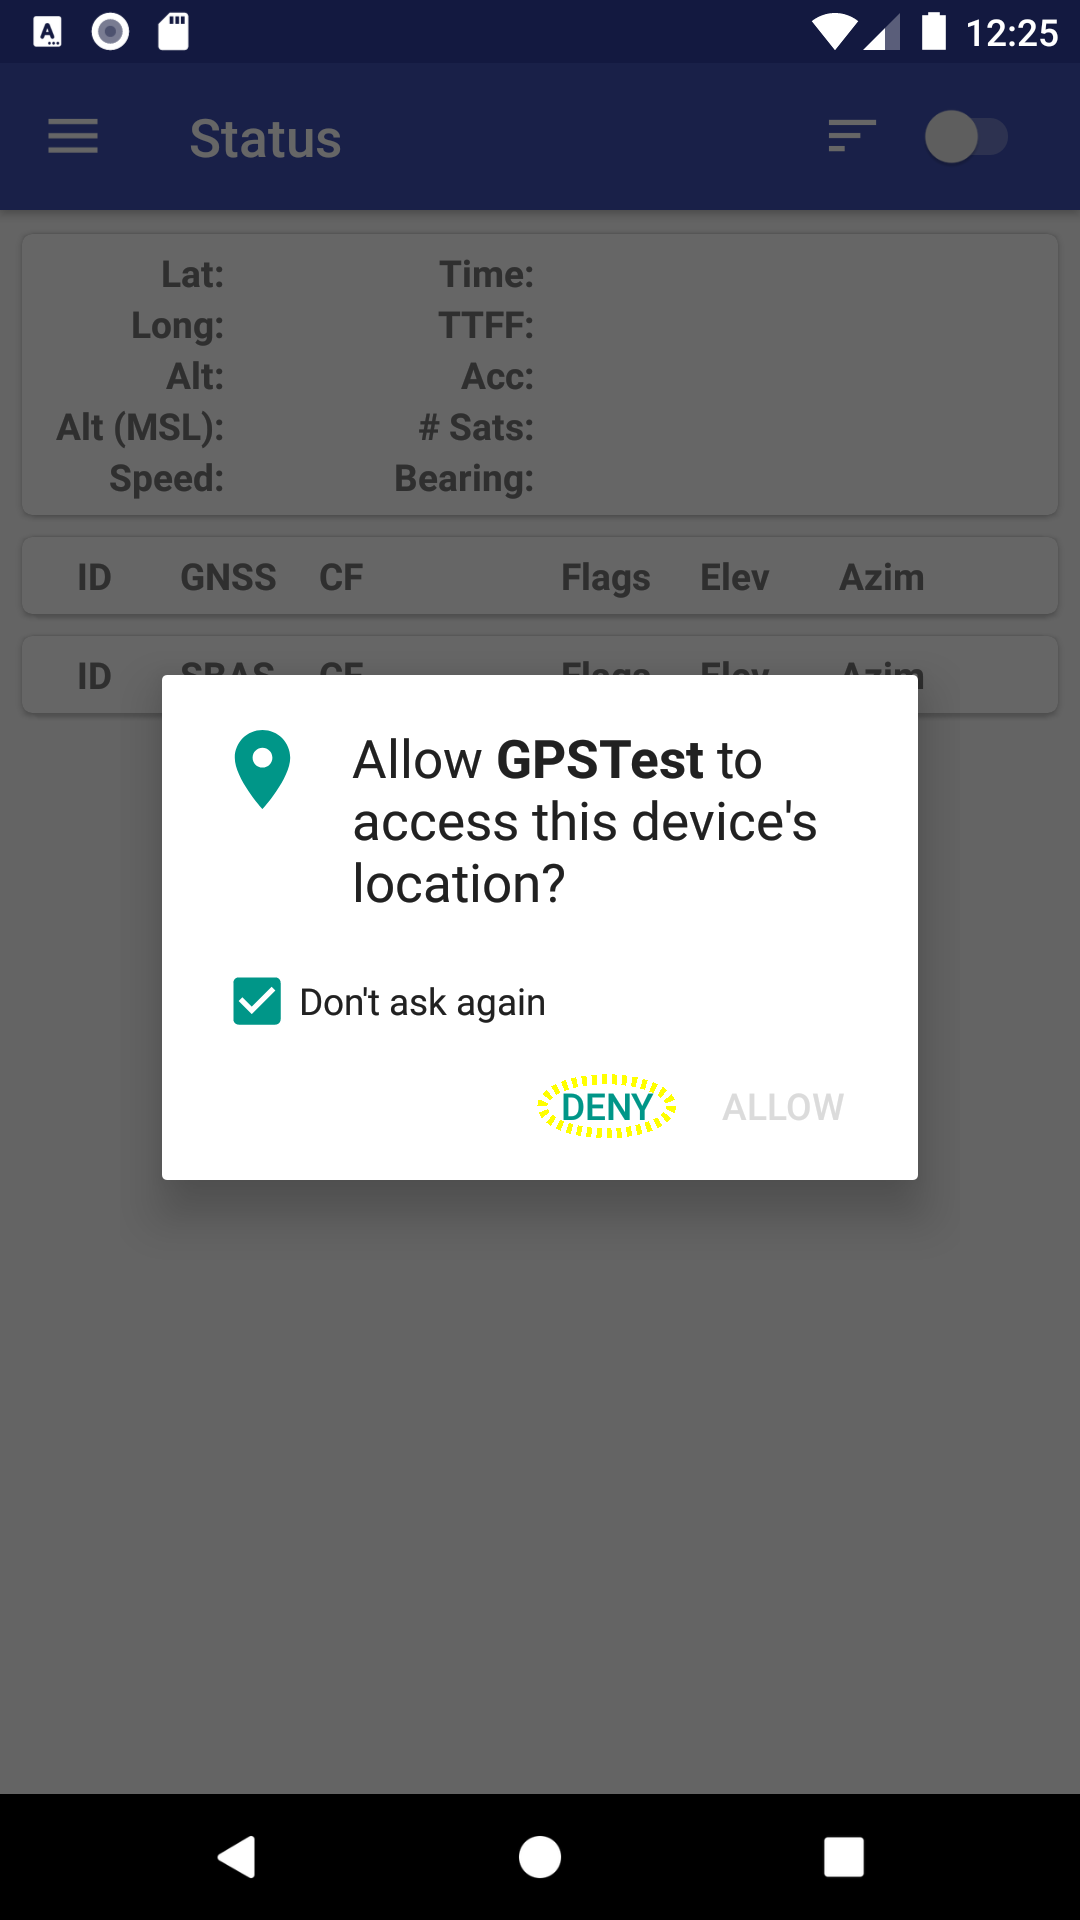 12:25
Status
Lat: Time:
Long: TTFF:
Alt: Acc:
Alt (MSL): # Sats:
Speed: Bearing:
ID GNSS CF Flags Elev Azim
ID SBAS CF Flags Elev Azim
Allow GPSTest to
access this device's
location?
Don't ask again
DENY ALLOW